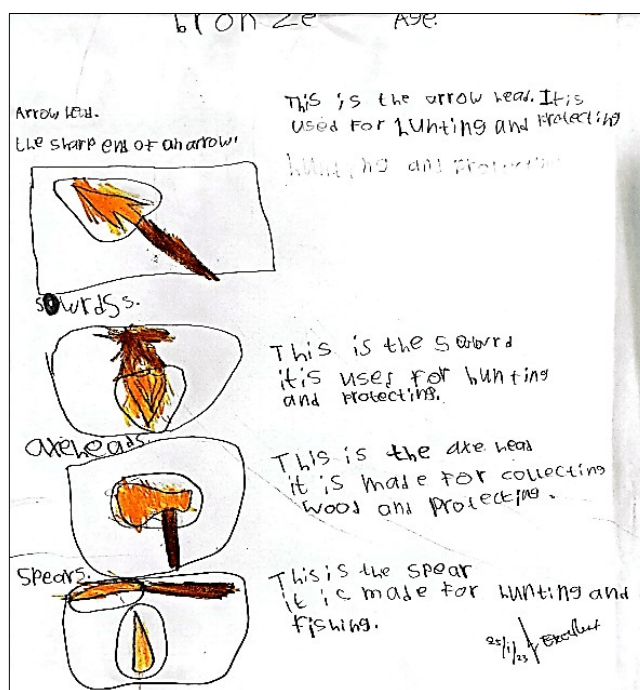 bronze Age.
Arrow head.
the sharp end of an arrow.
This is the arrow head. It is
used for hunting and protecting
hunting and protecting
sowrdss.
This is the
it is uses for hunting
and protecting.
axeheads
This is the axe head
it is made for collecting
wood and protecting.
Spears.
This is the spear
it is made for hunting and
fishing.
25/1/23 Excellent